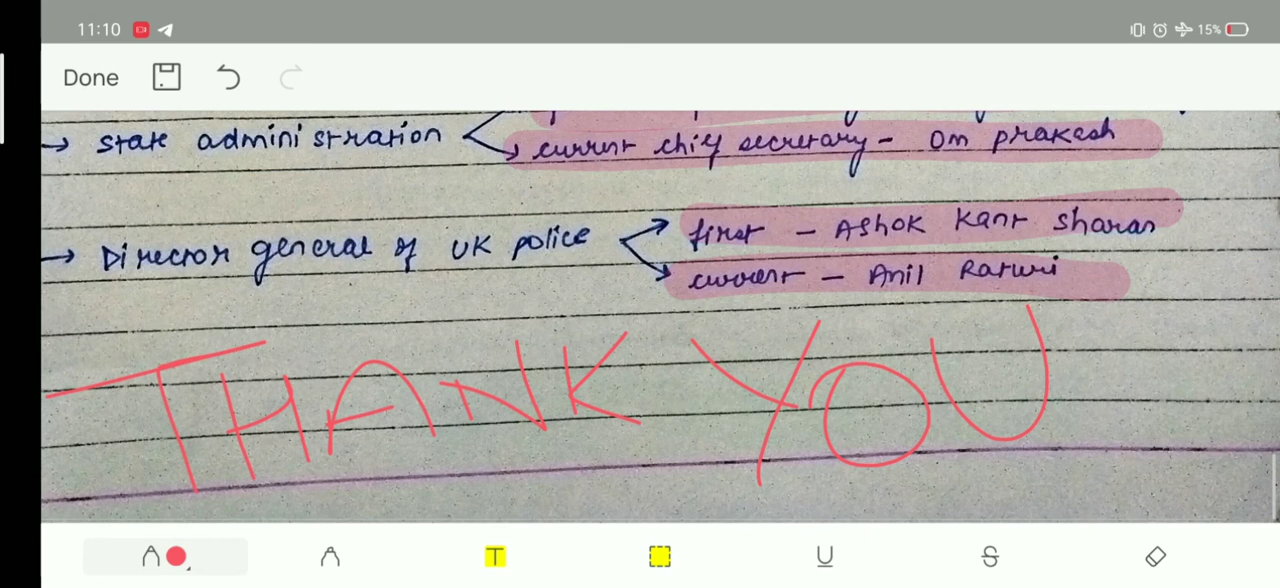 11:10
15%
Done
→ state administration
→ current chief secretary - Om prakash
→ Director general of UK police
→ first - Ashok Kant Sharan
→ current - Anil Raturi
THANK YOU
T
U
S